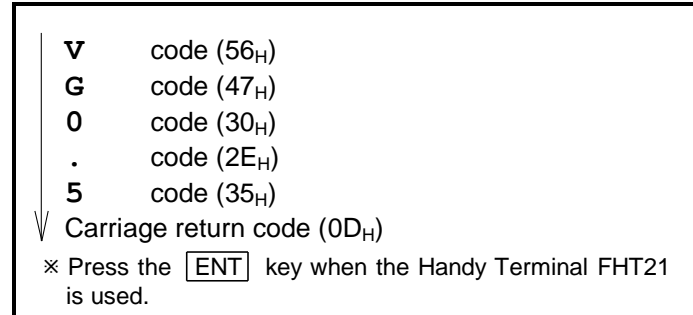 V code (56H)
G code (47H)
0 code (30H)
. code (2EH)
5 code (35H)
Carriage return code (0DH)
※ Press the ENT key when the Handy Terminal FHT21
is used.